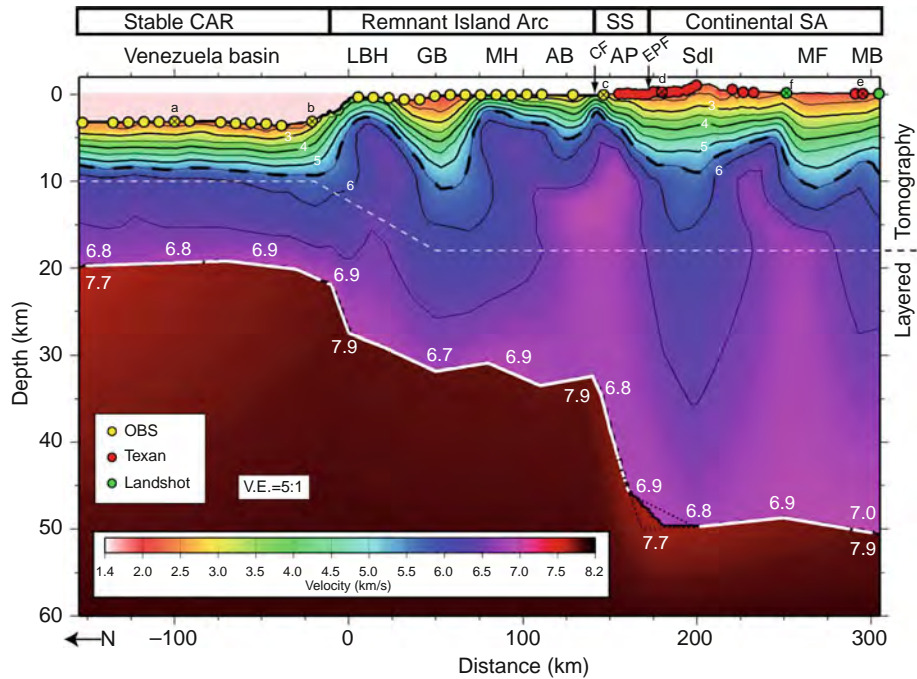 Stable CAR Remnant Island Arc SS Continental SA
Venezuela basin LBH GB MH AB CF AP EPF SdI MF MB
0
10
20
30
40
50
60
Depth (km)
a b c d f e
3
4
5
6
3
4
5
6
Tomography
Layered
6.8 6.8 6.9 6.9
7.7 7.9
6.7 6.9 6.8
7.9
6.9 6.8 6.9 7.0
7.7 7.9
OBS
Texan
Landshot
V.E.=5:1
1.4 2.0 2.5 3.0 3.5 4.0 4.5 5.0 5.5 6.0 6.5 7.0 7.5 8.2
Velocity (km/s)
N −100 0 100 200 300
Distance (km)